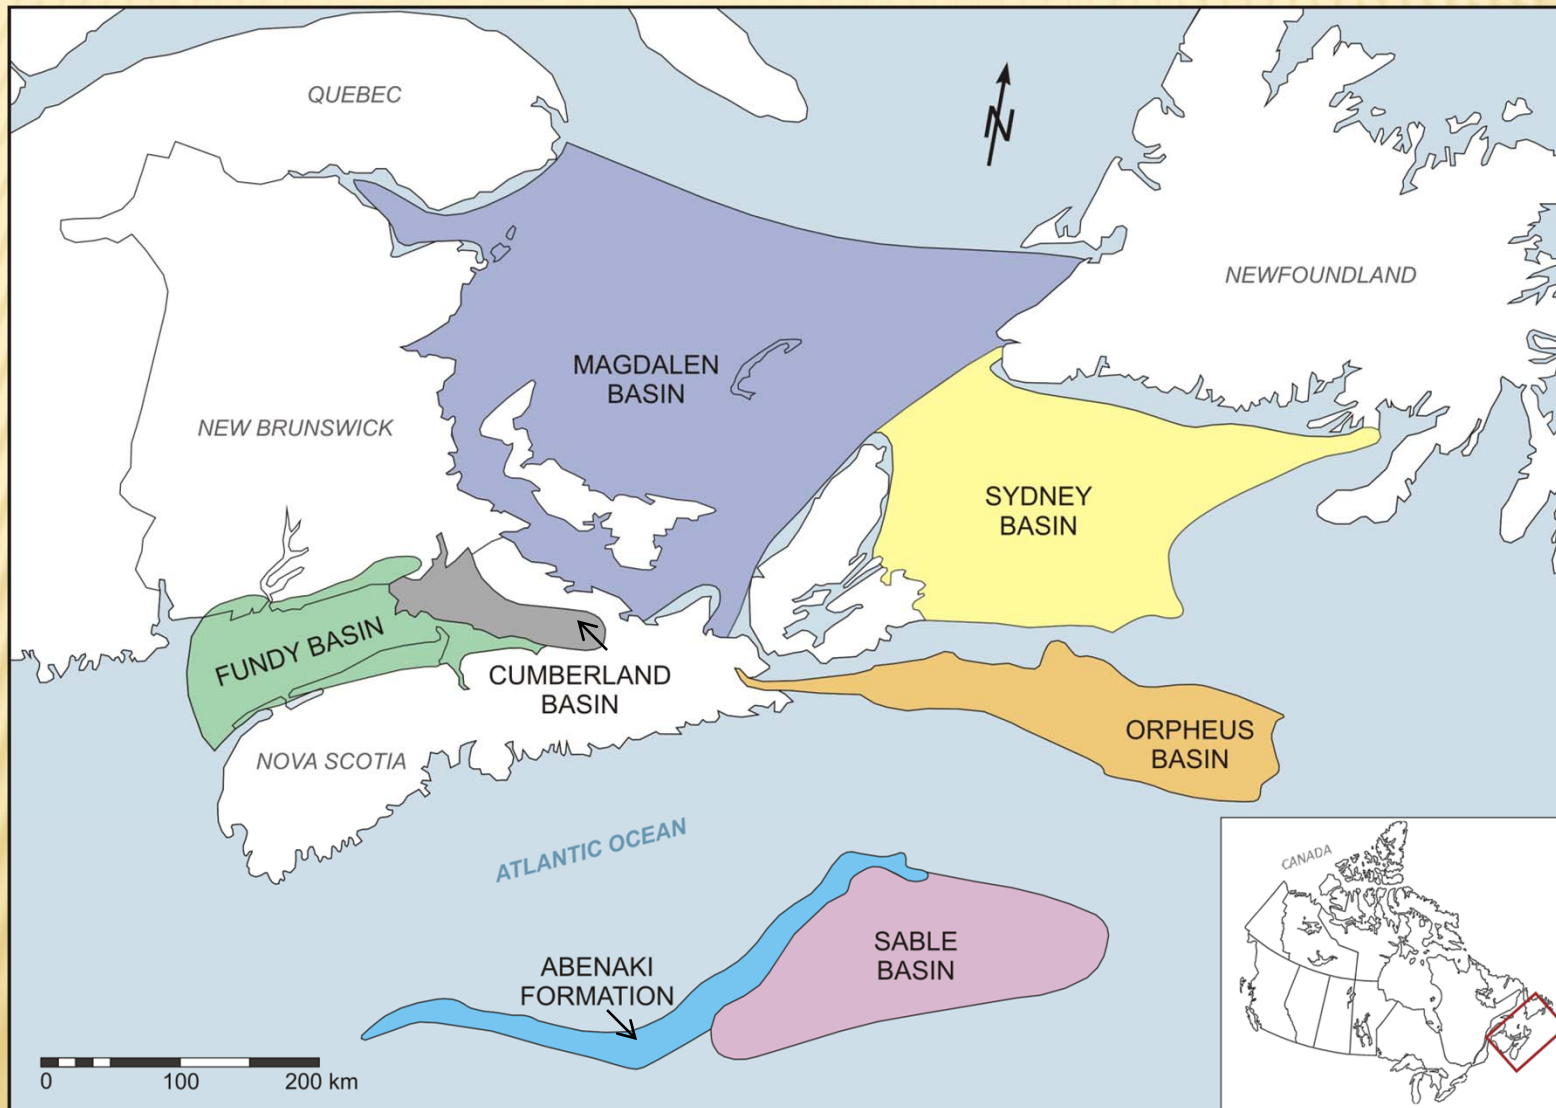 QUEBEC
N
NEWFOUNDLAND
MAGDALEN
BASIN
NEW BRUNSWICK
SYDNEY
BASIN
FUNDY BASIN
CUMBERLAND
BASIN
ORPHEUS
BASIN
NOVA SCOTIA
ATLANTIC OCEAN
CANADA
SABLE
BASIN
ABENAKI
FORMATION
0 100 200 km